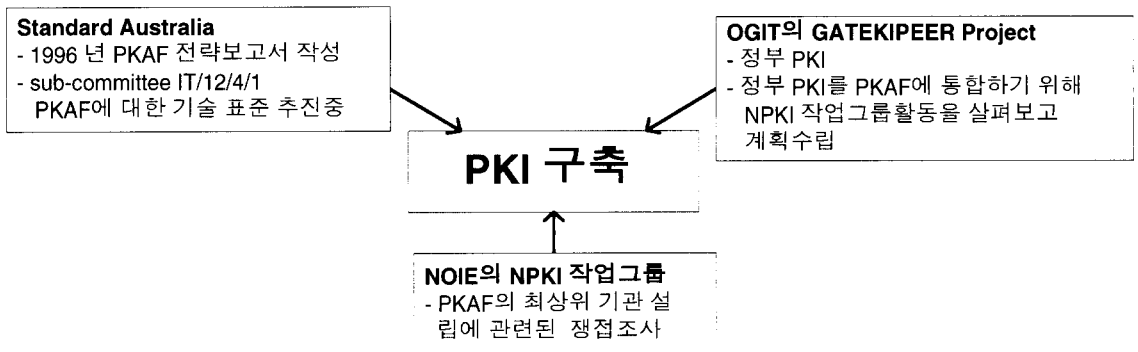 Standard Australia
- 1996 년 PKAF 전략보고서 작성
- sub-committee IT/12/4/1
PKAF에 대한 기술 표준 추진중
OGIT의 GATEKIPEER Project
- 정부 PKI
- 정부 PKI를 PKAF에 통합하기 위해
NPKI 작업그룹활동을 살펴보고
계획수립
PKI 구축
NOIE의 NPKI 작업그룹
- PKAF의 최상위 기관 설
립에 관련된 쟁점조사